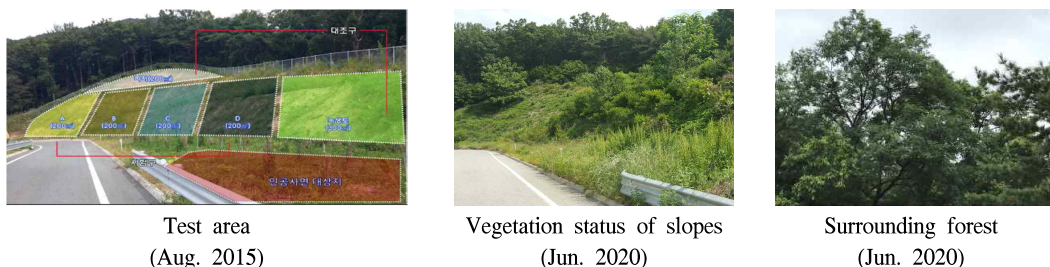 대조구
A
(200㎡)
B
(200㎡)
C
(200㎡)
D
(200㎡)
시험구
인공사면 대상지
Test area
(Aug. 2015)
Vegetation status of slopes
(Jun. 2020)
Surrounding forest
(Jun. 2020)